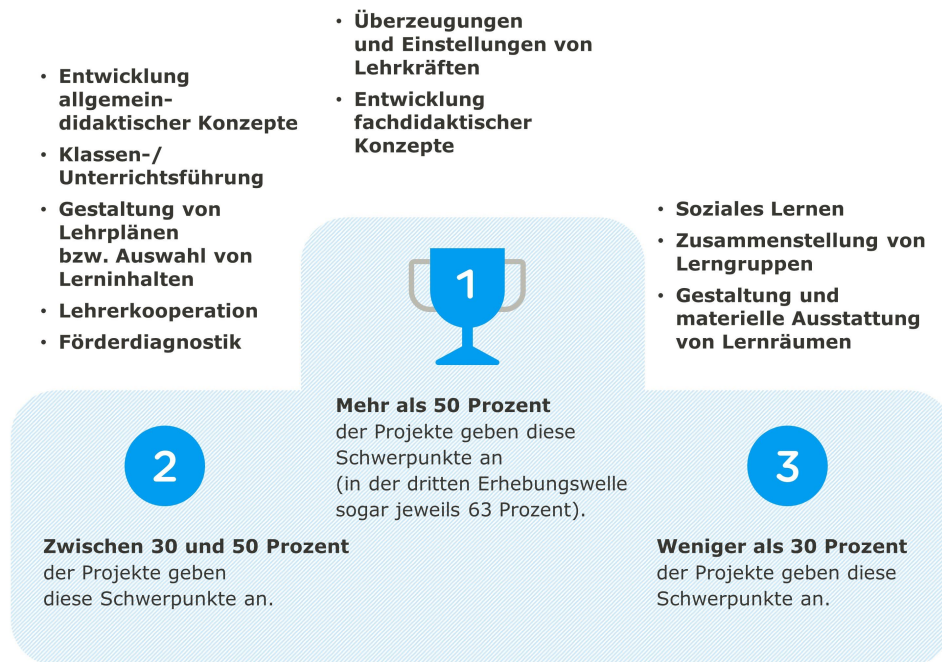 • Überzeugungen
und Einstellungen von
Lehrkräften
• Entwicklung
fachdidaktischer
Konzepte
• Entwicklung
allgemein-
didaktischer Konzepte
• Klassen-/
Unterrichtsführung
• Gestaltung von
Lehrplänen
bzw. Auswahl von
Lerninhalten
• Lehrerkooperation
• Förderdiagnostik
• Soziales Lernen
• Zusammenstellung von
Lerngruppen
• Gestaltung und
materielle Ausstattung
von Lernräumen
1
Mehr als 50 Prozent
der Projekte geben diese
Schwerpunkte an
(in der dritten Erhebungswelle
sogar jeweils 63 Prozent).
2
Zwischen 30 und 50 Prozent
der Projekte geben
diese Schwerpunkte an.
3
Weniger als 30 Prozent
der Projekte geben diese
Schwerpunkte an.